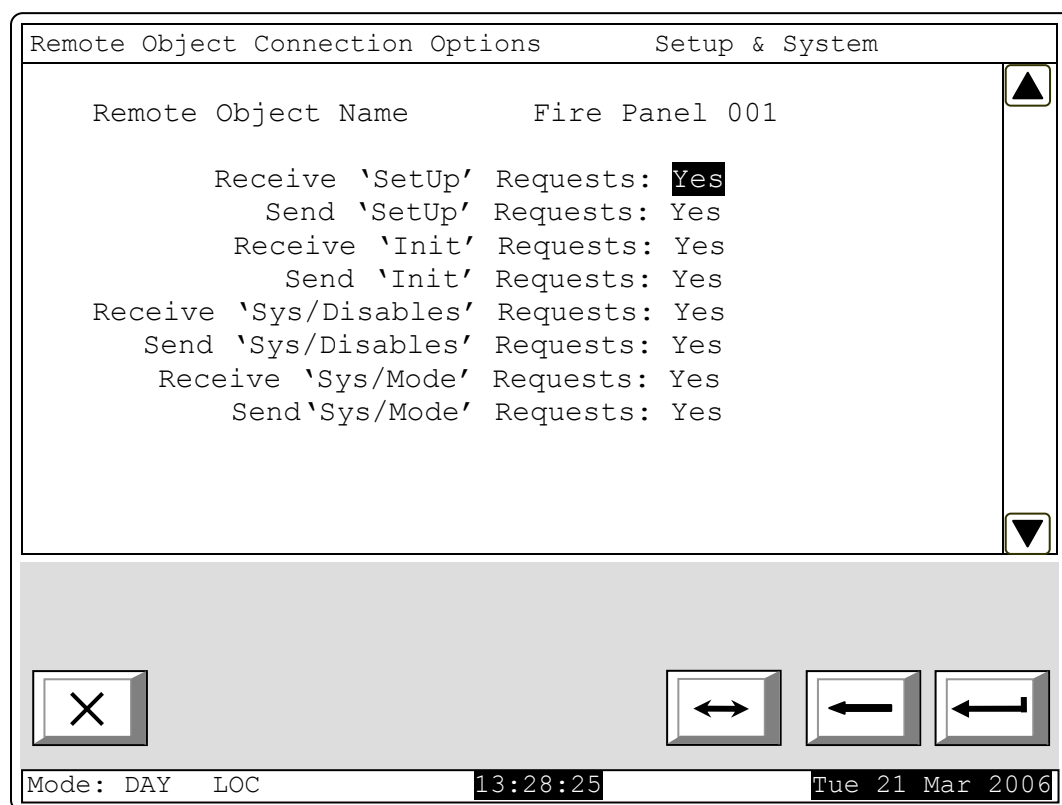 Remote Object Connection Options Setup & System
Remote Object Name Fire Panel 001
Receive ‘SetUp’ Requests: Yes
Send ‘SetUp’ Requests: Yes
Receive ‘Init’ Requests: Yes
Send ‘Init’ Requests: Yes
Receive ‘Sys/Disables’ Requests: Yes
Send ‘Sys/Disables’ Requests: Yes
Receive ‘Sys/Mode’ Requests: Yes
Send‘Sys/Mode’ Requests: Yes
Mode: DAY LOC 13:28:25 Tue 21 Mar 2006